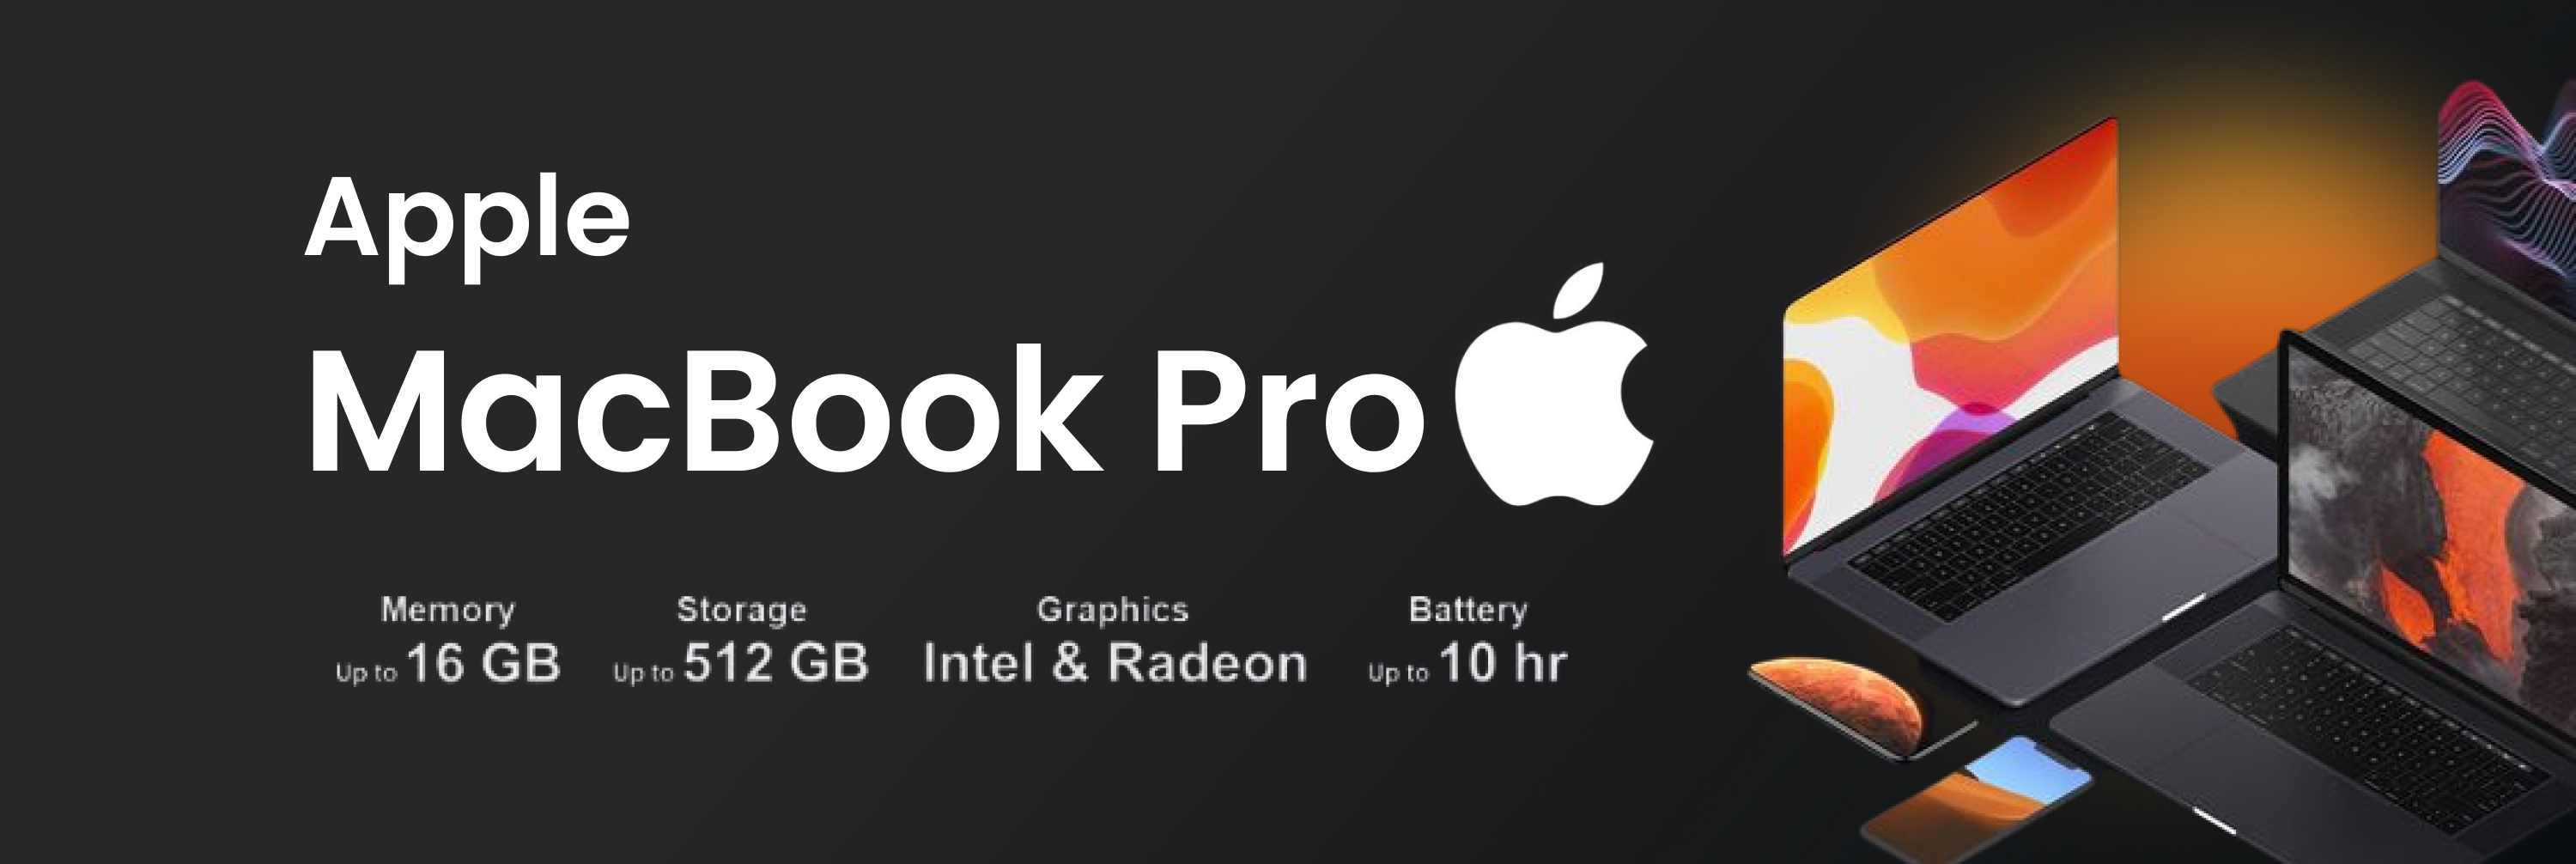 Apple
MacBook Pro
Memory Storage Graphics Battery
Up to 16 GB Up to 512 GB Intel & Radeon Up to 10 hr